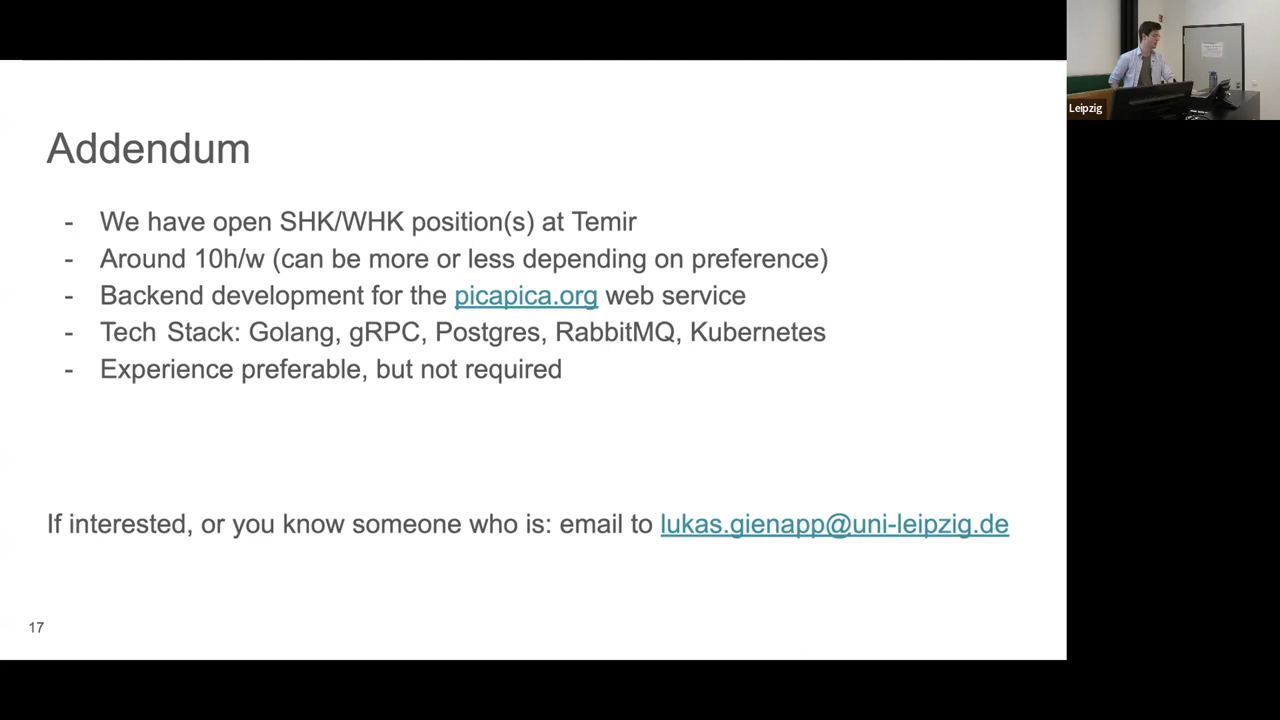 Addendum
- We have open SHK/WHK position(s) at Temir
- Around 10h/w (can be more or less depending on preference)
- Backend development for the picapica.org web service
- Tech Stack: Golang, gRPC, Postgres, RabbitMQ, Kubernetes
- Experience preferable, but not required
If interested, or you know someone who is: email to lukas.gienapp@uni-leipzig.de
17
Leipzig